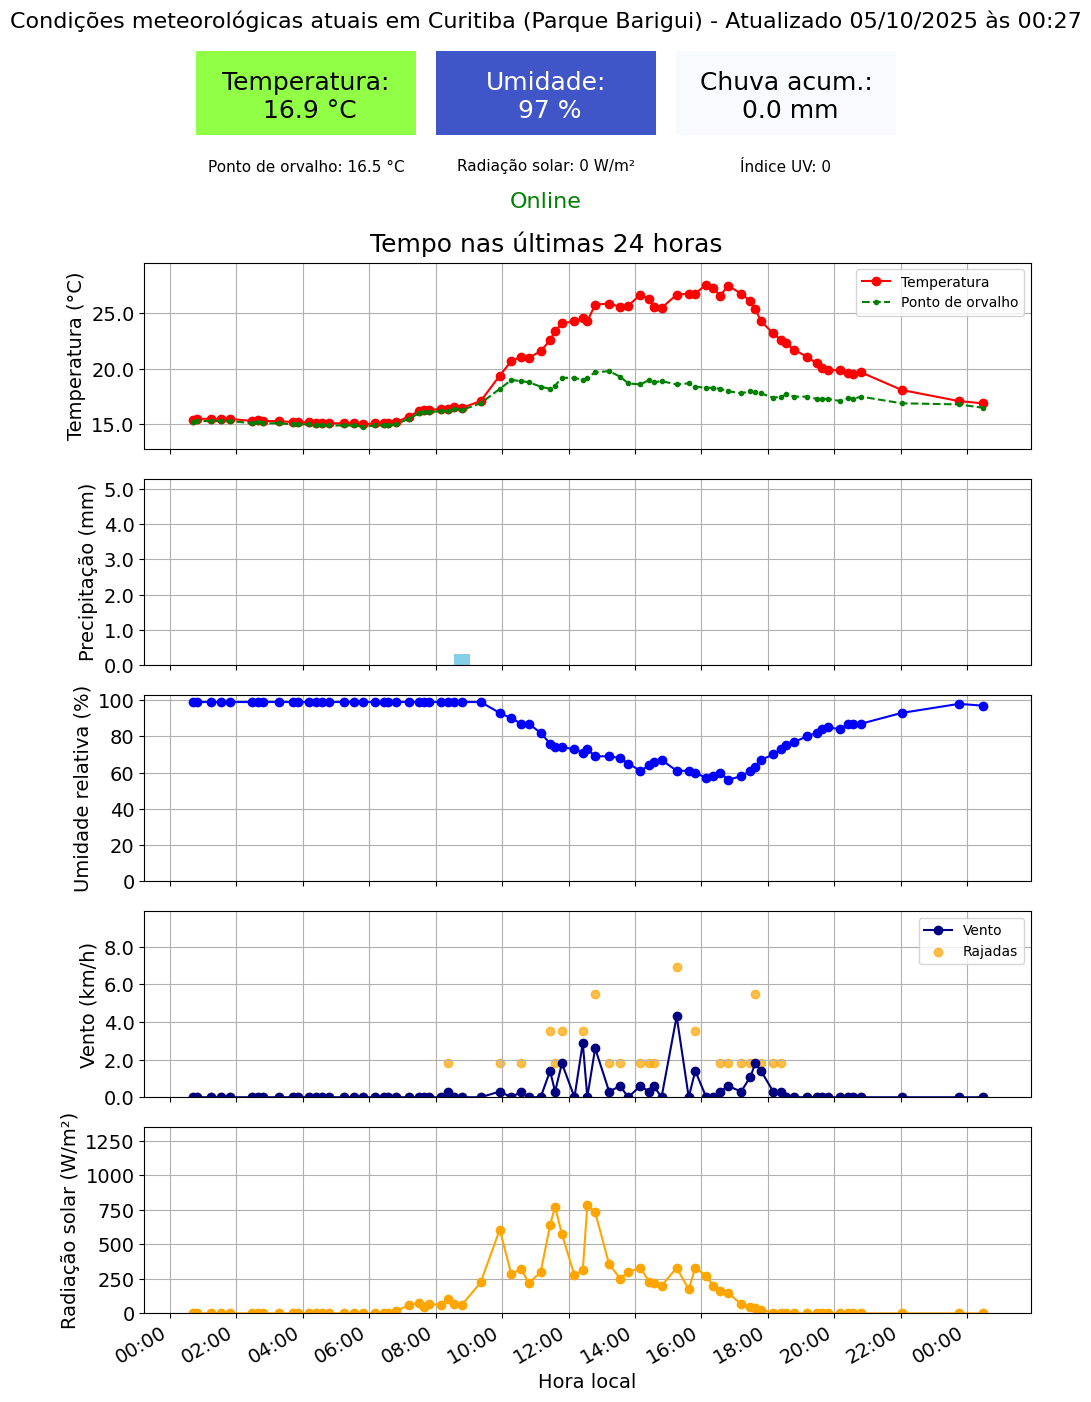 Condições meteorológicas atuais em Curitiba (Parque Barigui) - Atualizado 05/10/2025 às 00:27
Temperatura:
16.9 °C
Umidade:
97 %
Chuva acum.:
0.0 mm
Ponto de orvalho: 16.5 °C
Radiação solar: 0 W/m²
Índice UV: 0
Online
Tempo nas últimas 24 horas
Temperatura (°C)
25.0
20.0
15.0
Temperatura
Ponto de orvalho
Precipitação (mm)
5.0
4.0
3.0
2.0
1.0
0.0
Umidade relativa (%)
100
80
60
40
20
0
Vento (km/h)
8.0
6.0
4.0
2.0
0.0
Vento
Rajadas
Radiação solar (W/m²)
1250
1000
750
500
250
0
00:00
02:00
04:00
06:00
08:00
10:00
12:00
14:00
16:00
18:00
20:00
22:00
00:00
Hora local